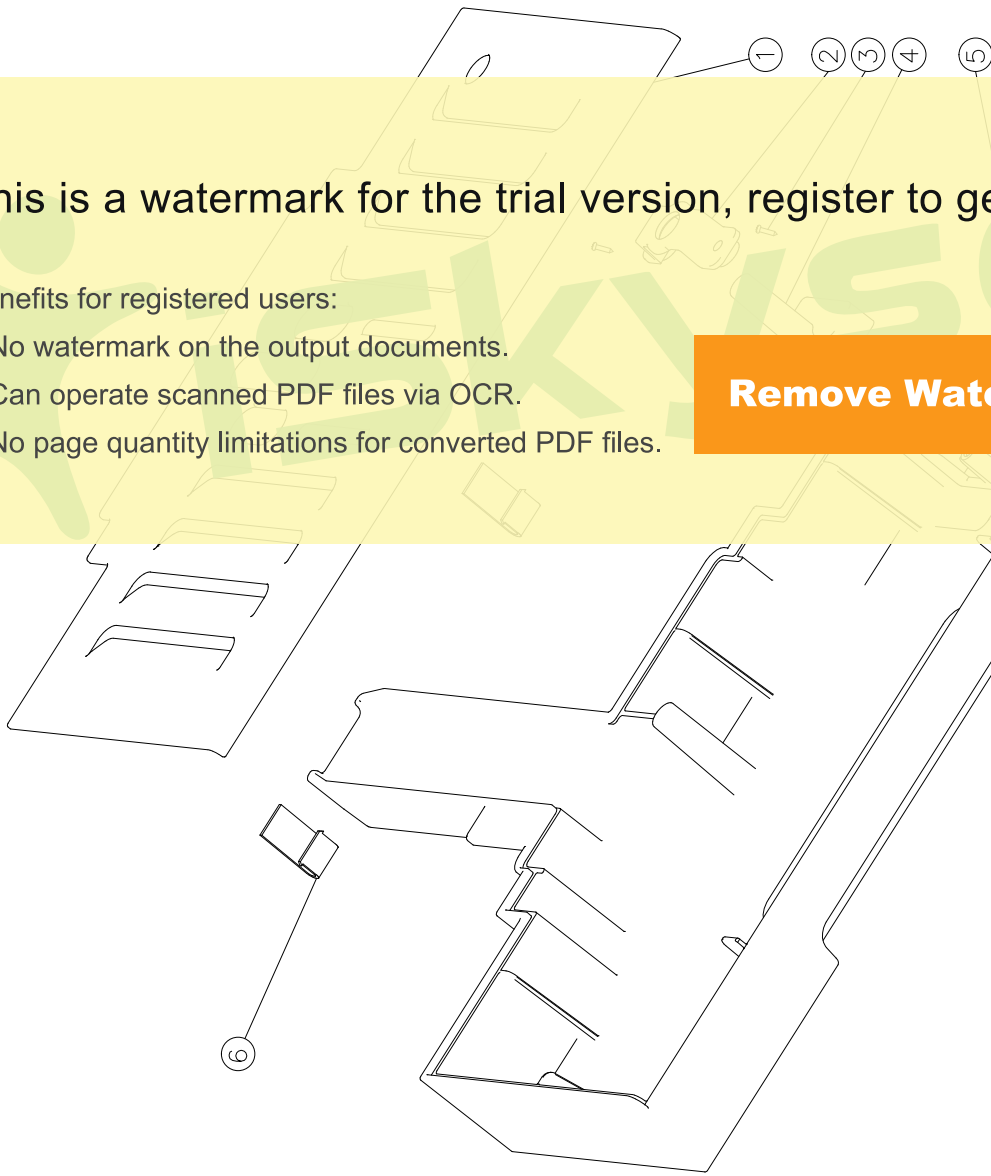 1
2
3
4
5
his is a watermark for the trial version, register to ge
iskys
nefits for registered users:
No watermark on the output documents.
Can operate scanned PDF files via OCR.
No page quantity limitations for converted PDF files.
Remove Wate
6